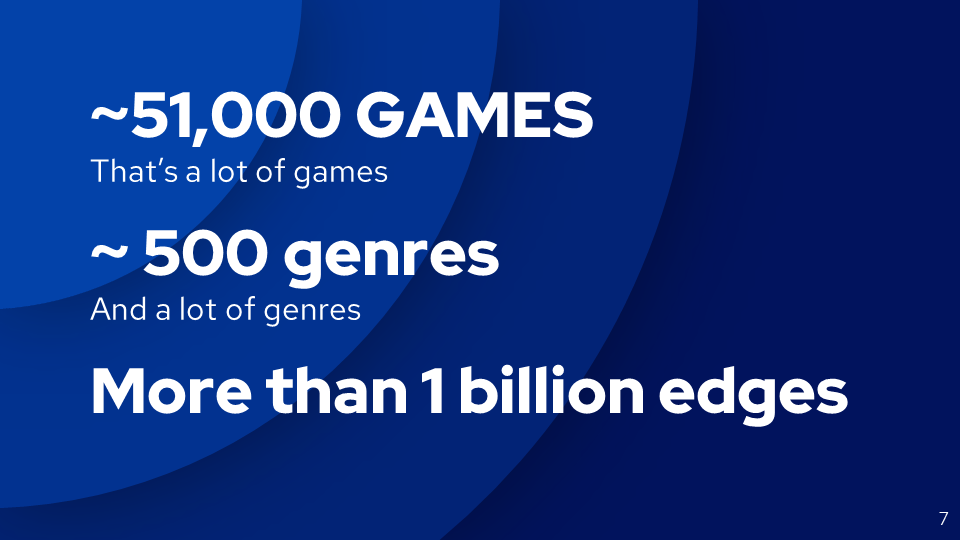 ~51,000 GAMES
That’s a lot of games
~ 500 genres
And a lot of genres
More than 1 billion edges
7